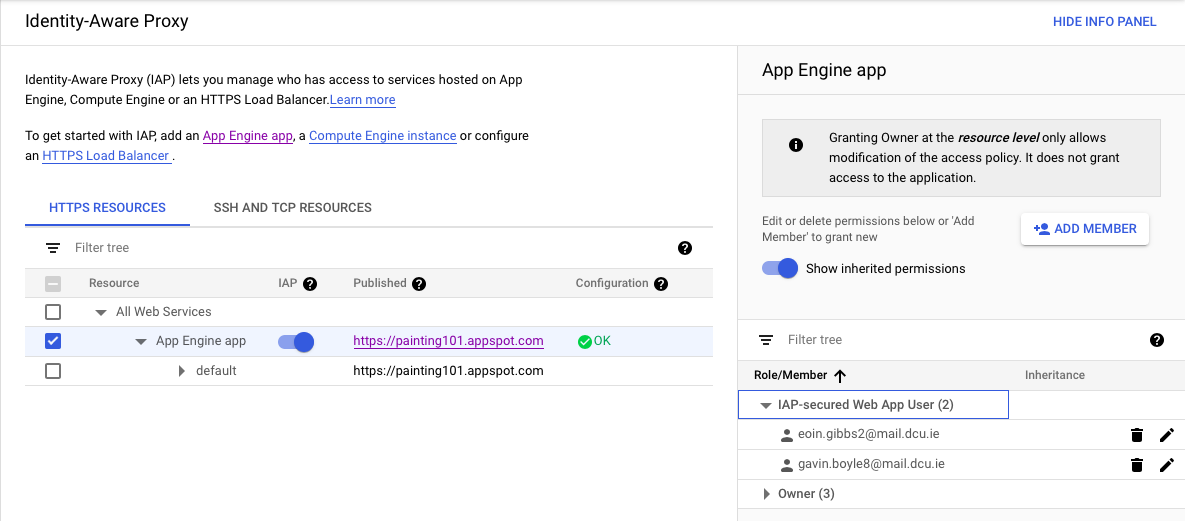 Identity-Aware Proxy
HIDE INFO PANEL
Identity-Aware Proxy (IAP) lets you manage who has access to services hosted on App
Engine, Compute Engine or an HTTPS Load Balancer.Learn more
To get started with IAP, add an App Engine app, a Compute Engine instance or configure
an HTTPS Load Balancer .
HTTPS RESOURCES
SSH AND TCP RESOURCES
Filter tree
Resource IAP Published Configuration
All Web Services
App Engine app https://painting101.appspot.com OK
default https://painting101.appspot.com
App Engine app
Granting Owner at the resource level only allows
modification of the access policy. It does not grant
access to the application.
Edit or delete permissions below or 'Add
Member' to grant new
ADD MEMBER
Show inherited permissions
Filter tree
Role/Member Inheritance
IAP-secured Web App User (2)
eoin.gibbs2@mail.dcu.ie
gavin.boyle8@mail.dcu.ie
Owner (3)